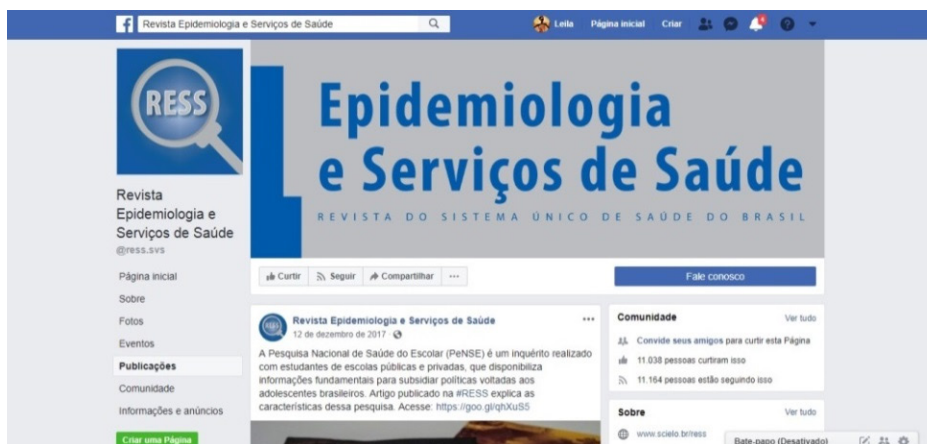 Revista Epidemiologia e Serviços de Saúde
Leila Página inicial Criar
RESS
Epidemiologia
e Serviços de Saúde
REVISTA DO SISTEMA ÚNICO DE SAÚDE DO BRASIL
Revista
Epidemiologia e
Serviços de Saúde
@ress.svs
Página inicial
Sobre
Fotos
Eventos
Publicações
Comunidade
Informações e anúncios
Criar uma Página
Curtir Seguir Compartilhar ...
Fale conosco
Revista Epidemiologia e Serviços de Saúde ...
12 de dezembro de 2017 ·
A Pesquisa Nacional de Saúde do Escolar (PeNSE) é um inquérito realizado
com estudantes de escolas públicas e privadas, que disponibiliza
informações fundamentais para subsidiar políticas voltadas aos
adolescentes brasileiros. Artigo publicado na #RESS explica as
características dessa pesquisa. Acesse: https://goo.gl/qhXuS5
Comunidade Ver tudo
Convide seus amigos para curtir esta Página
11.038 pessoas curtiram isso
11.164 pessoas estão seguindo isso
Sobre Ver tudo
www.scielo.br/ress
Bate-papo (Desativado)